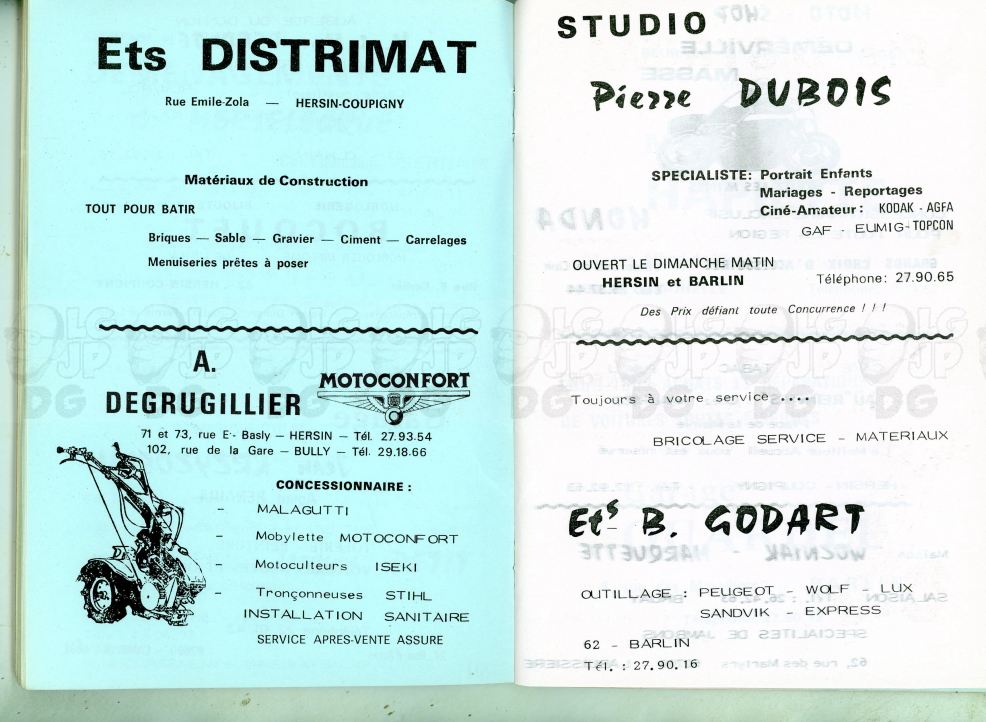 Ets DISTRIMAT
Rue Emile-Zola — HERSIN-COUPIGNY
Matériaux de Construction
TOUT POUR BATIR
Briques — Sable — Gravier — Ciment — Carrelages
Menuiseries prêtes à poser
A.
DEGRUGILLIER
MOTOCONFORT
71 et 73, rue E. Basly — HERSIN — Tél. 27.93.54
102, rue de la Gare — BULLY — Tél. 29.18.66
CONCESSIONNAIRE :
- MALAGUTTI
- Mobylette MOTOCONFORT
- Motoculteurs ISEKI
- Tronçonneuses STIHL
INSTALLATION SANITAIRE
SERVICE APRES-VENTE ASSURE
STUDIO
Pierre DUBOIS
SPECIALISTE: Portrait Enfants
Mariages - Reportages
Ciné-Amateur: KODAK - AGFA
GAF - EUMIG-TOPCON
OUVERT LE DIMANCHE MATIN
HERSIN et BARLIN Téléphone: 27.90.65
Des Prix défiant toute Concurrence ! ! !
Toujours à votre service ....
BRICOLAGE SERVICE - MATERIAUX
Ets B. GODART
OUTILLAGE : PEUGEOT - WOLF - LUX
SANDVIK - EXPRESS
62 - BARLIN
Tél. : 27.90.16